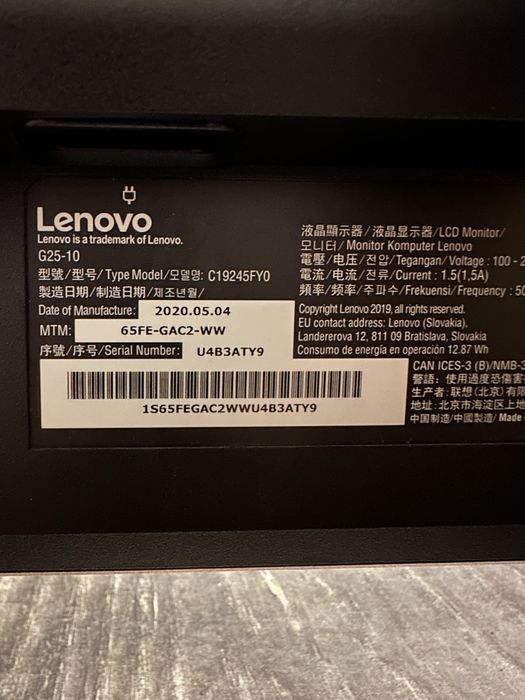 Lenovo
Lenovo is a trademark of Lenovo.
G25-10
型號/型号/Type Model/모델명: C19245FY0
製造日期/制造日期/제조년월/
Date of Manufacture: 2020.05.04
MTM: 65FE-GAC2-WW
序號/序号/Serial Number: U4B3ATY9
1S65FEGAC2WWU4B3ATY9
液晶顯示器/液晶显示器/LCD Monitor/
모니터/Monitor Komputer Lenovo
電壓/电压/전압/Tegangan/Voltage: 100 - 2
電流/电流/전류/Current: 1.5(1,5A)
頻率/频率/주파수/Frekuensi/Frequency: 50
Copyright Lenovo 2019, all rights reserved.
EU contact address: Lenovo (Slovakia),
Landererova 12, 811 09 Bratislava, Slovakia
Consumo de energía en operación 12.87 Wh
CAN ICES-3 (B)/NMB-3
警語: 使用過度恐傷害
生产者: 联想(北京)有限
地址: 北京市海淀区上地
中国制造/中國製造/Made